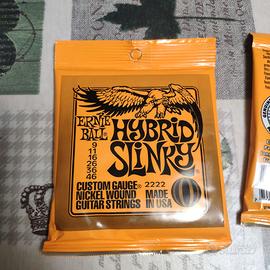 ERNIE
BALL
HYBRID
SLINKY
9
11
16
26
36
46
CUSTOM GAUGE 2222
NICKEL WOUND MADE
GUITAR STRINGS IN USA